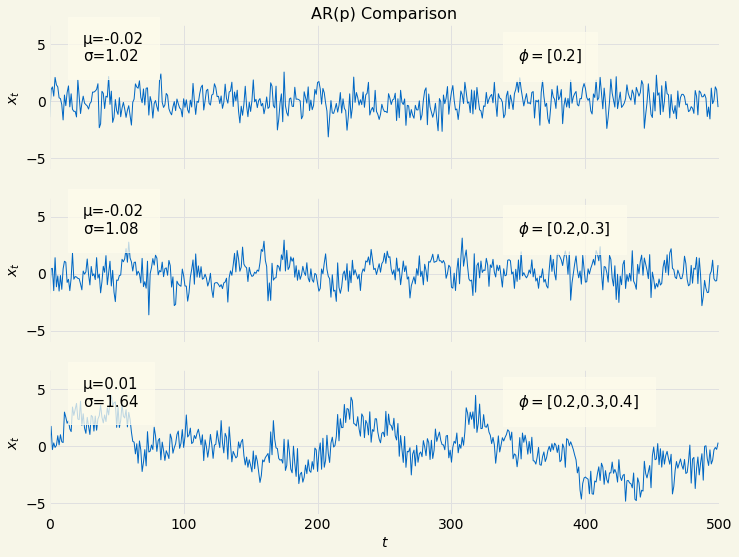 AR(p) Comparison
μ=-0.02
σ=1.02
ϕ = [0.2]
5
0
−5
x_t
μ=-0.02
σ=1.08
ϕ = [0.2,0.3]
5
0
−5
x_t
μ=0.01
σ=1.64
ϕ = [0.2,0.3,0.4]
5
0
−5
x_t
0 100 200 300 400 500
t